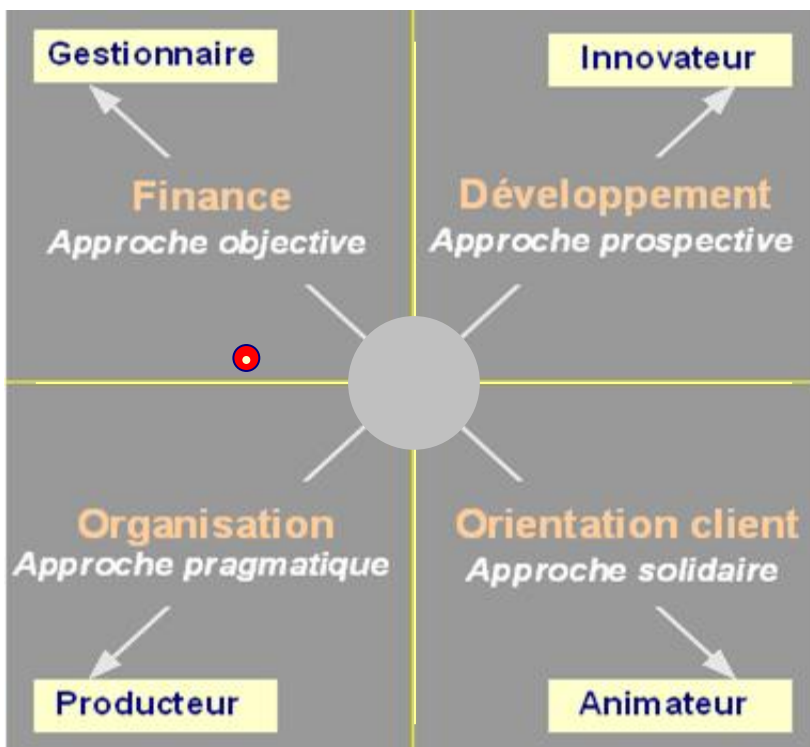 Gestionnaire
Innovateur
Finance
Approche objective
Développement
Approche prospective
Organisation
Approche pragmatique
Orientation client
Approche solidaire
Producteur
Animateur